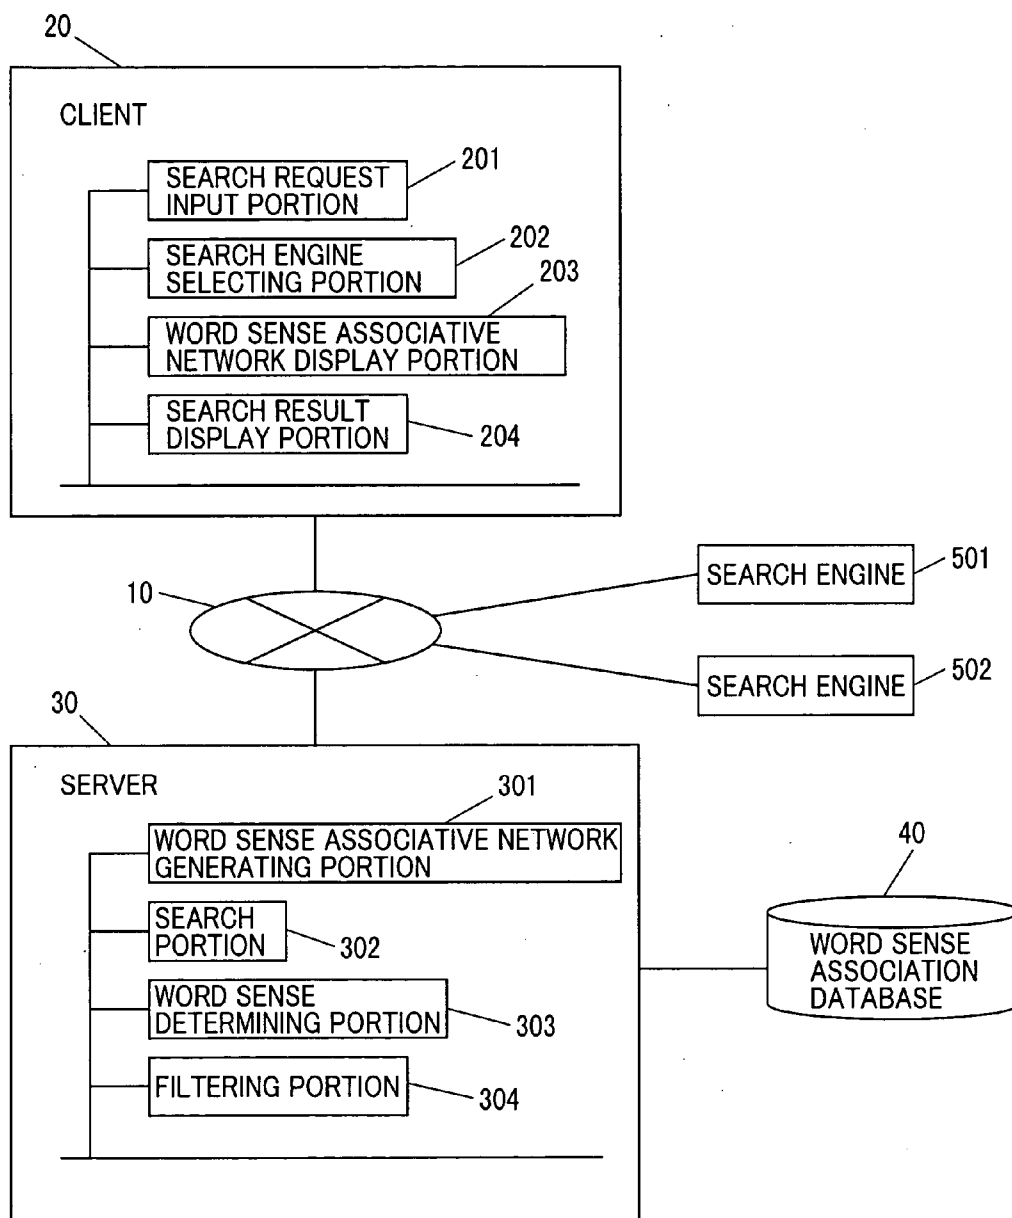 20
CLIENT
201
SEARCH REQUEST
INPUT PORTION
202
SEARCH ENGINE
SELECTING PORTION
203
WORD SENSE ASSOCIATIVE
NETWORK DISPLAY PORTION
SEARCH RESULT
DISPLAY PORTION
204
10
SEARCH ENGINE
501
SEARCH ENGINE
502
30
SERVER
301
WORD SENSE ASSOCIATIVE NETWORK
GENERATING PORTION
SEARCH
PORTION
302
WORD SENSE
DETERMINING PORTION
303
FILTERING PORTION
304
40
WORD SENSE
ASSOCIATION
DATABASE